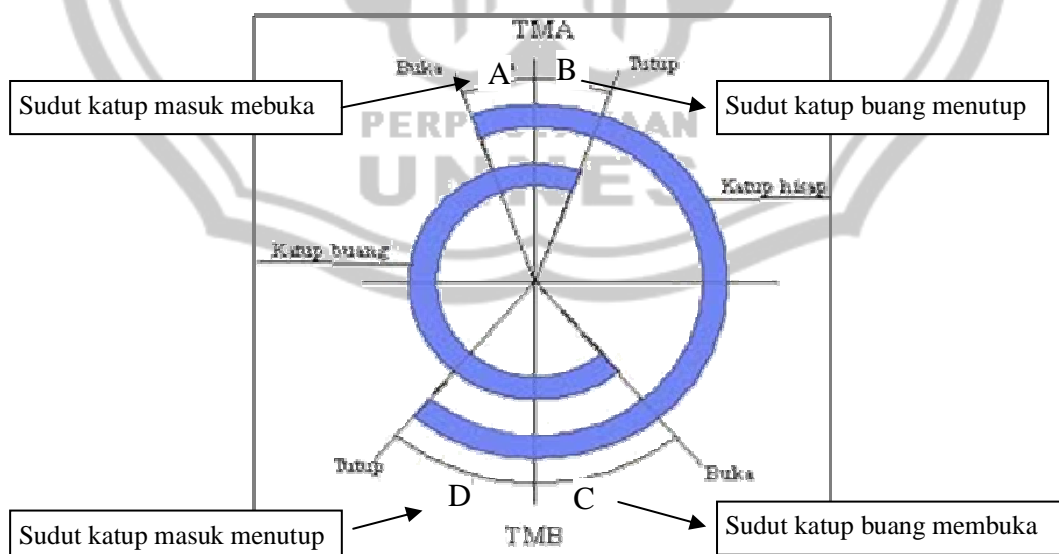 TMA
Buka
A
B
Tutup
Sudut katup masuk mebuka
Sudut katup buang menutup
UNNES
Katup hisap
Katup buang
Tutup
Buka
D
C
Sudut katup masuk menutup
Sudut katup buang membuka
TMB